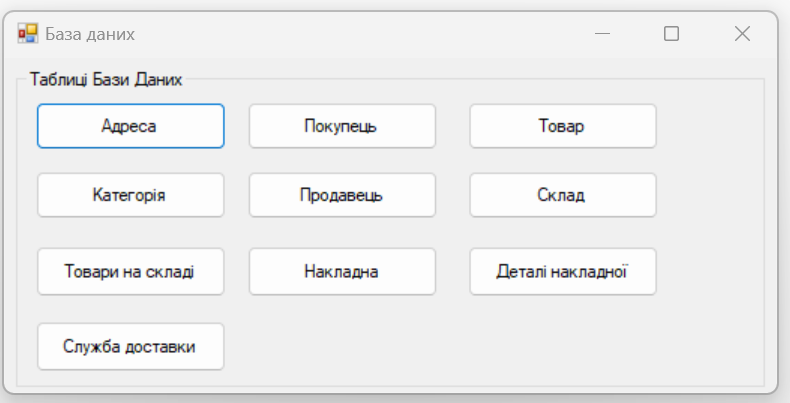 База даних
Таблиці Бази Даних
Адреса Покупець Товар
Категорія Продавець Склад
Товари на складі Накладна Деталі накладної
Служба доставки